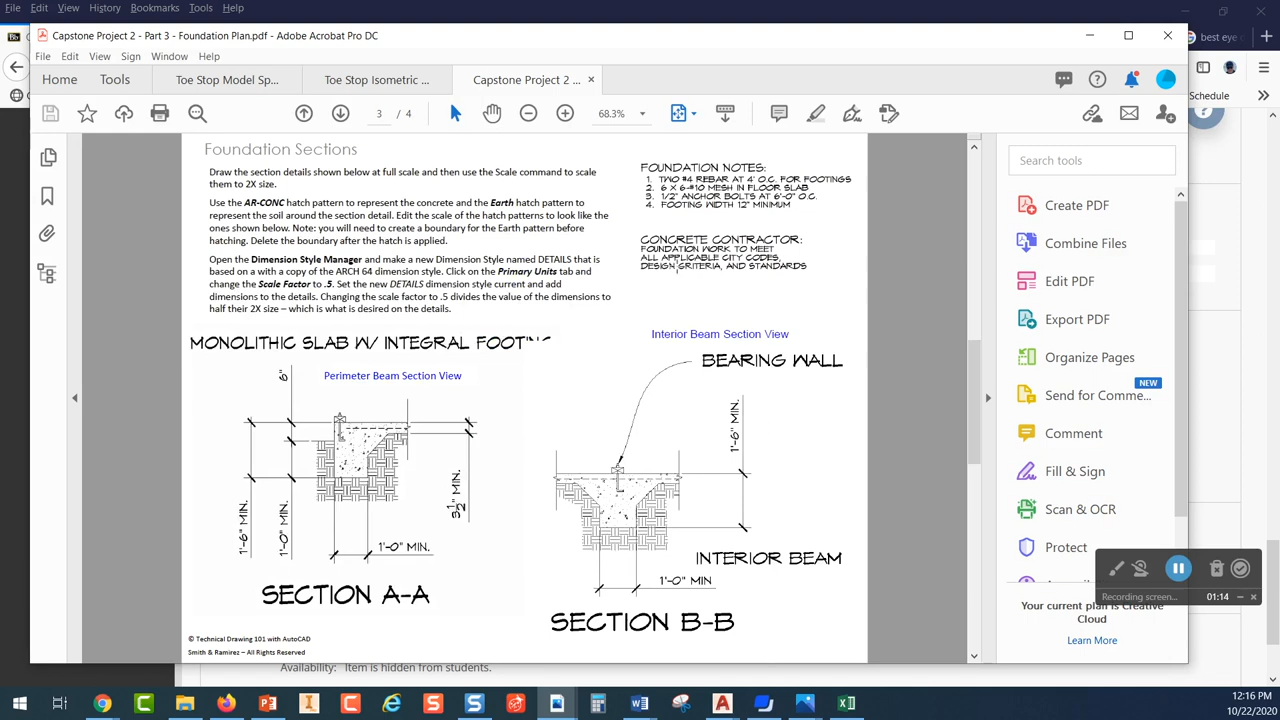 File Edit View History Bookmarks Tools Help
Capstone Project 2 - Part 3 - Foundation Plan.pdf - Adobe Acrobat Pro DC
best eye
File Edit View Sign Window Help
Home Tools Toe Stop Model Sp... Toe Stop Isometric ... Capstone Project 2 ... ×
Schedule
3 / 4 68.3%
Foundation Sections
Draw the section details shown below at full scale and then use the Scale command to scale
them to 2X size.
Use the AR-CONC hatch pattern to represent the concrete and the Earth hatch pattern to
represent the soil around the section detail. Edit the scale of the hatch patterns to look like the
ones shown below. Note: you will need to create a boundary for the Earth pattern before
hatching. Delete the boundary after the hatch is applied.
Open the Dimension Style Manager and make a new Dimension Style named DETAILS that is
based on a with a copy of the ARCH 64 dimension style. Click on the Primary Units tab and
change the Scale Factor to .5. Set the new DETAILS dimension style current and add
dimensions to the details. Changing the scale factor to .5 divides the value of the dimensions to
half their 2X size – which is what is desired on the details.
FOUNDATION NOTES:
1. TWO #4 REBAR AT 4' O.C. FOR FOOTINGS
2. 6 X 6-#10 MESH IN FLOOR SLAB
3. 1/2" ANCHOR BOLTS AT 6'-0" O.C.
4. FOOTING WIDTH 12" MINIMUM
CONCRETE CONTRACTOR:
FOUNDATION WORK TO MEET
ALL APPLICABLE CITY CODES,
DESIGN CRITERIA, AND STANDARDS
MONOLITHIC SLAB W/ INTEGRAL FOOTING
Perimeter Beam Section View
6"
1'-6" MIN.
1'-0" MIN.
3 1/2" MIN.
1'-0" MIN.
SECTION A-A
Interior Beam Section View
BEARING WALL
1'-6" MIN.
INTERIOR BEAM
1'-0" MIN
SECTION B-B
© Technical Drawing 101 with AutoCAD
Smith & Ramirez – All Rights Reserved
Search tools
Create PDF
Combine Files
Edit PDF
Export PDF
Organize Pages
NEW
Send for Comme...
Comment
Fill & Sign
Scan & OCR
Protect
Recording screen... 01:14
Your current plan is Creative
Cloud
Learn More
Availability: Item is hidden from students.
12:16 PM
10/22/2020